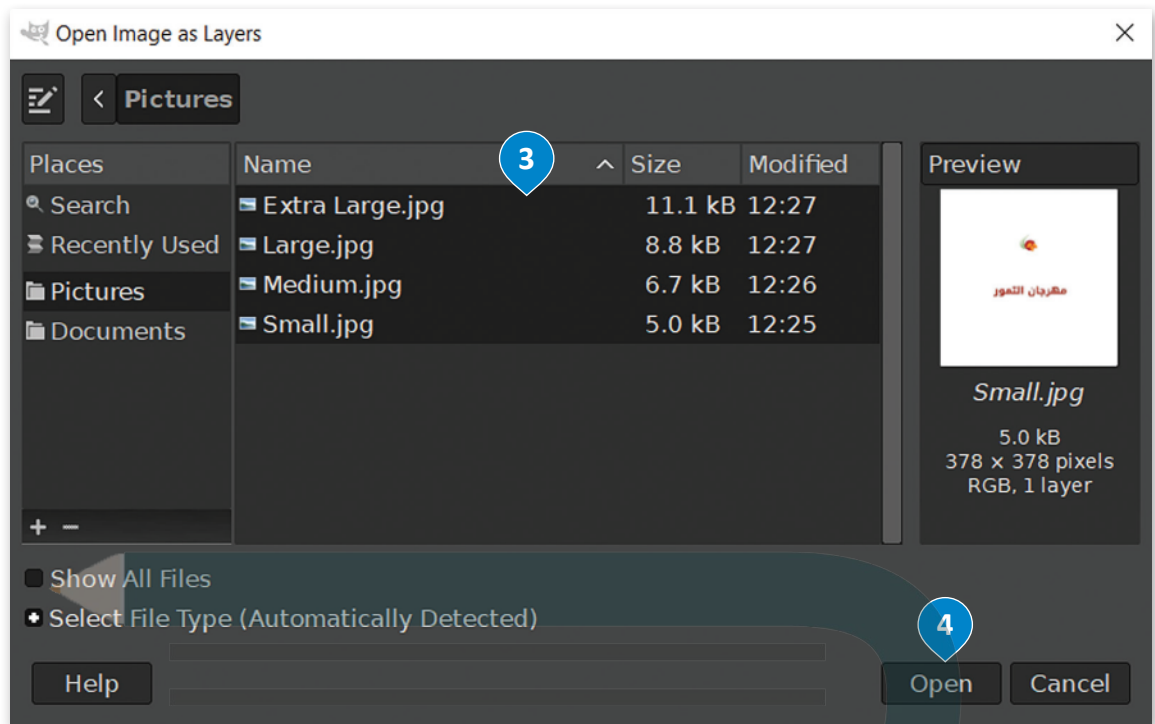 Open Image as Layers
Pictures
Places
Search
Recently Used
Pictures
Documents
Name Size Modified
Extra Large.jpg 11.1 kB 12:27
Large.jpg 8.8 kB 12:27
Medium.jpg 6.7 kB 12:26
Small.jpg 5.0 kB 12:25
3
Preview
مهرجان التمور
Small.jpg
5.0 kB
378 × 378 pixels
RGB, 1 layer
Show All Files
Select File Type (Automatically Detected)
4
Help Open Cancel